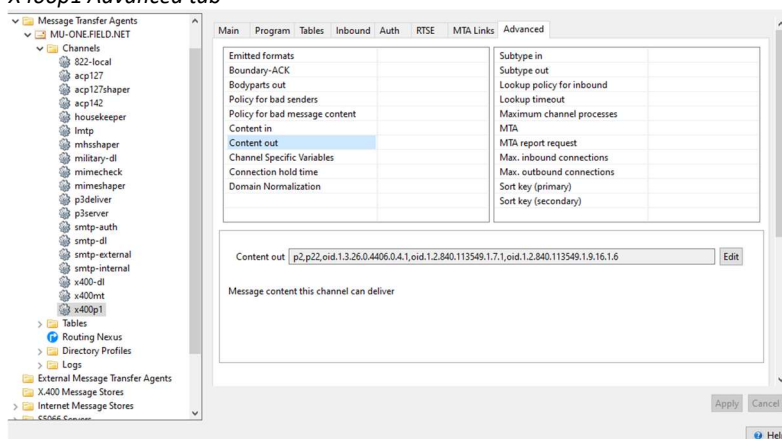 X400p1 Advanced tab
Message Transfer Agents
MU-ONE.FIELD.NET
Channels
822-local
acp127
acp127shaper
acp142
housekeeper
lmtp
mhsshaper
military-dl
mimecheck
mimeshaper
p3deliver
p3server
smtp-auth
smtp-dl
smtp-external
smtp-internal
x400-dl
x400mt
x400p1
Tables
Routing Nexus
Directory Profiles
Logs
External Message Transfer Agents
X.400 Message Stores
Internet Message Stores
S5066 Servers
Main Program Tables Inbound Auth RTSE MTA Links Advanced
Emitted formats
Boundary-ACK
Bodyparts out
Policy for bad senders
Policy for bad message content
Content in
Content out
Channel Specific Variables
Connection hold time
Domain Normalization
Subtype in
Subtype out
Lookup policy for inbound
Lookup timeout
Maximum channel processes
MTA
MTA report request
Max. inbound connections
Max. outbound connections
Sort key (primary)
Sort key (secondary)
Content out p2,p22,oid.1.3.26.0.4406.0.4.1,oid.1.2.840.113549.1.7.1,oid.1.2.840.113549.1.9.16.1.6 Edit
Message content this channel can deliver
Apply Cancel
Help